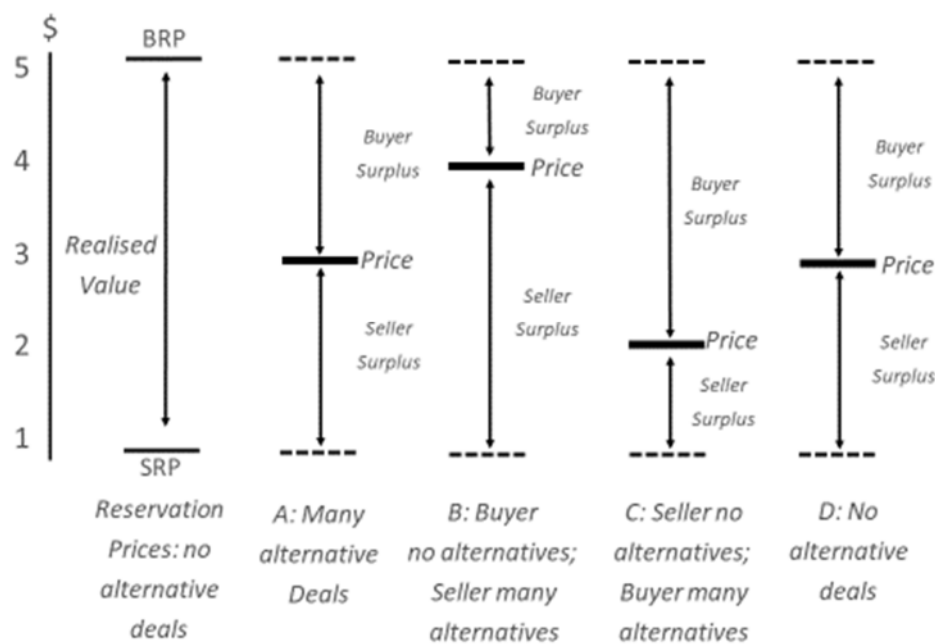 $
5
4
3
2
1
BRP
Realised
Value
SRP
Reservation
Prices: no
alternative
deals
Buyer
Surplus
Price
Seller
Surplus
A: Many
alternative
Deals
Buyer
Surplus
Price
Seller
Surplus
B: Buyer
no alternatives;
Seller many
alternatives
Buyer
Surplus
Price
Seller
Surplus
C: Seller no
alternatives;
Buyer many
alternatives
Buyer
Surplus
Price
Seller
Surplus
D: No
alternative
deals